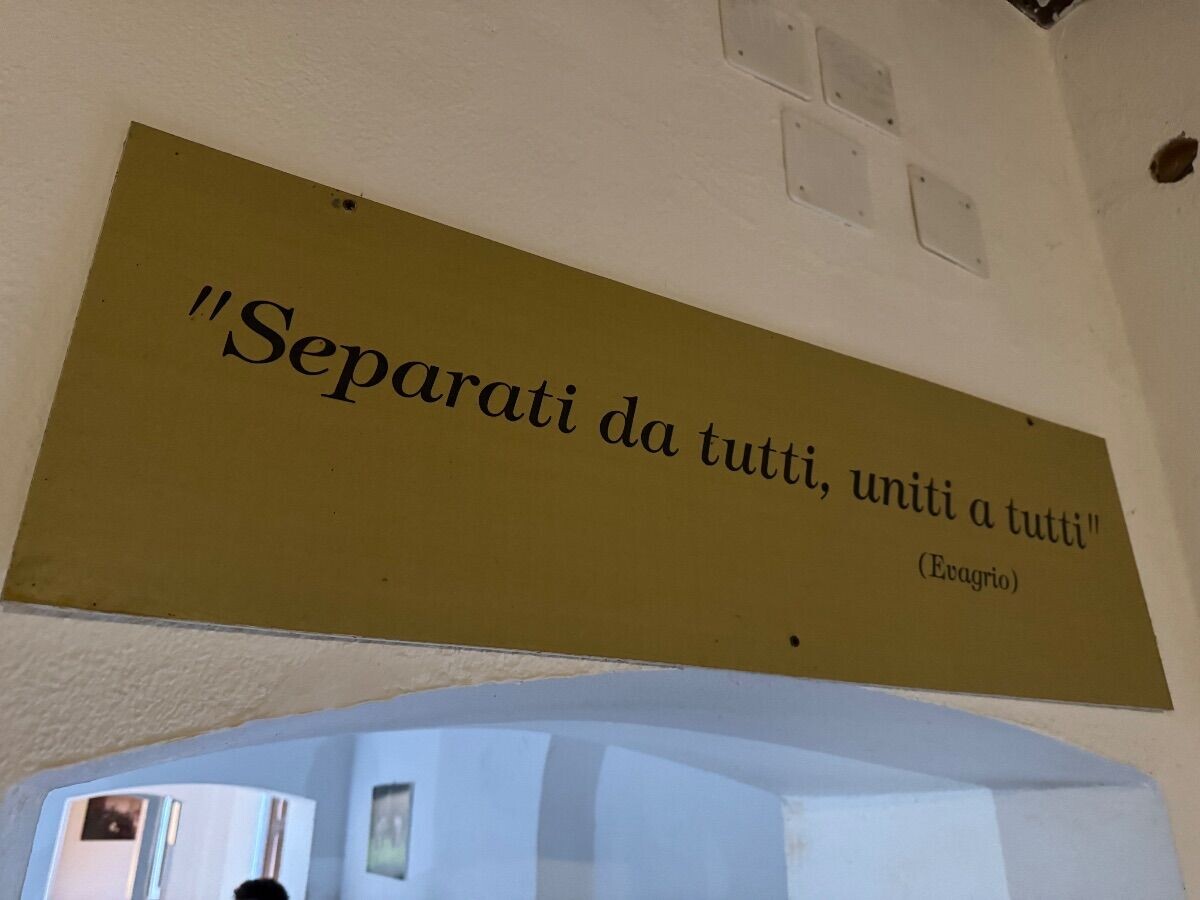 "Separati da tutti, uniti a tutti"
(Evagrio)